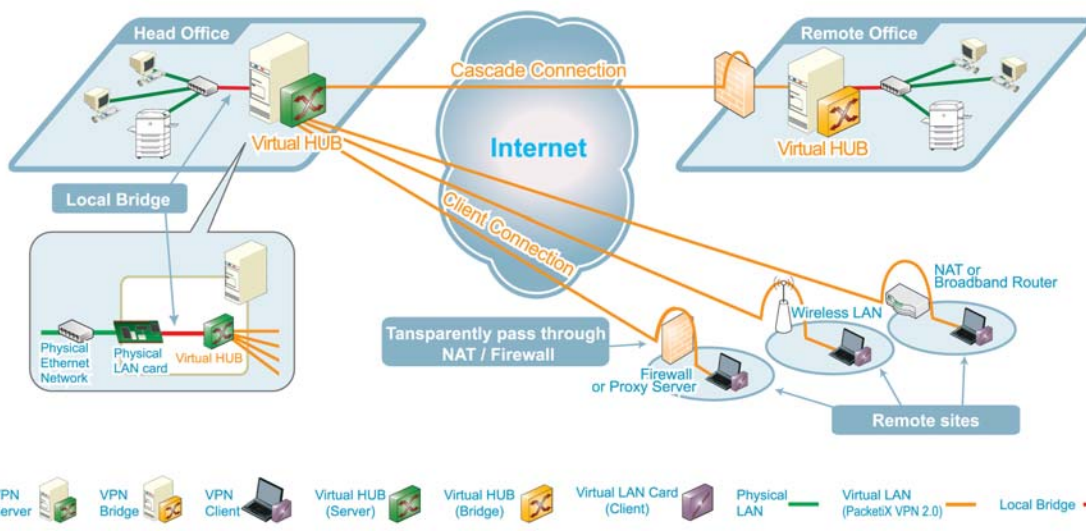 Head Office
Remote Office
Cascade Connection
Virtual HUB
Virtual HUB
Internet
Local Bridge
Client Connection
NAT or
Broadband Router
Wireless LAN
Tansparently pass through
NAT / Firewall
Physical
Ethernet
Network
Physical
LAN card
Virtual HUB
Firewall
or Proxy Server
Remote sites
VPN
Bridge
VPN
Client
Virtual HUB
(Server)
Virtual HUB
(Bridge)
Virtual LAN Card
(Client)
Physical
LAN
Virtual LAN
(PacketiX VPN 2.0)
Local Bridge